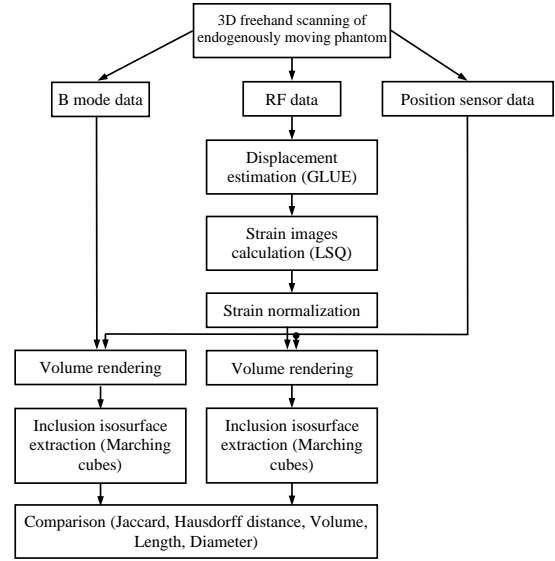 3D freehand scanning of
endogenously moving phantom
B mode data
RF data
Position sensor data
Displacement
estimation (GLUE)
Strain images
calculation (LSQ)
Strain normalization
Volume rendering
Volume rendering
Inclusion isosurface
extraction (Marching
cubes)
Inclusion isosurface
extraction (Marching
cubes)
Comparison (Jaccard, Hausdorff distance, Volume,
Length, Diameter)